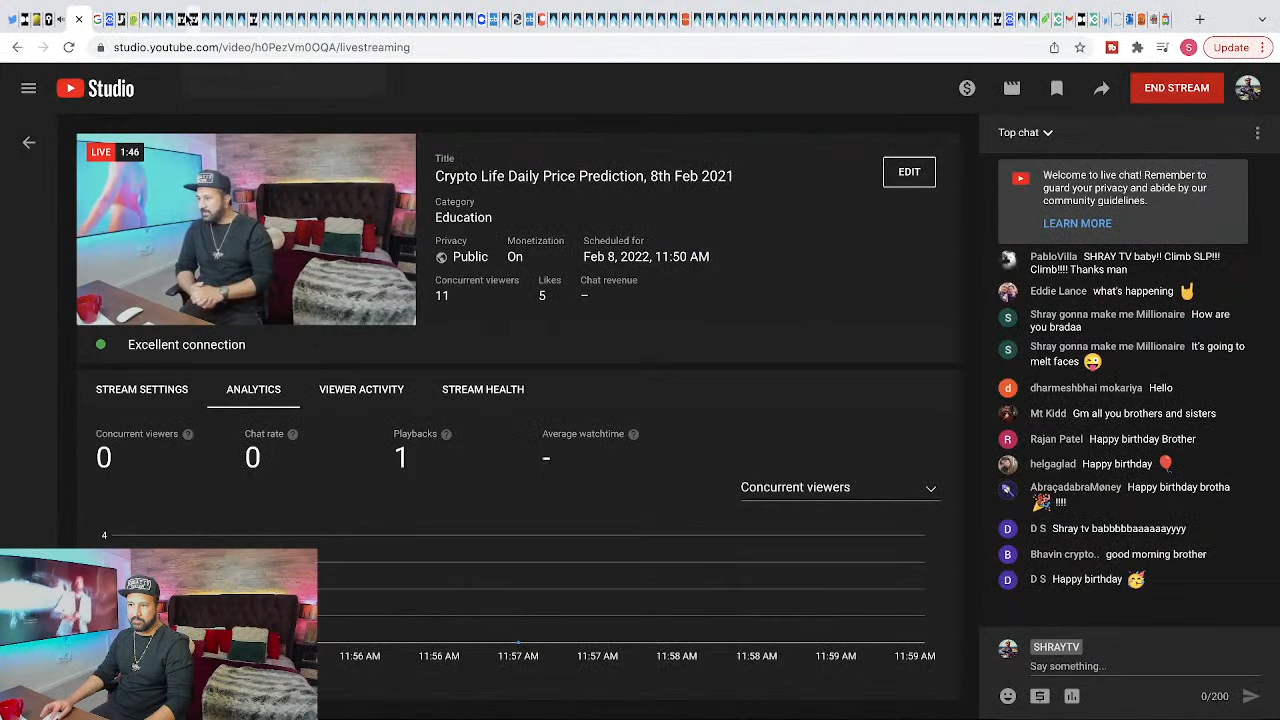 studio.youtube.com/video/h0PezVm0OQA/livestreaming
Update
Studio
END STREAM
LIVE 1:46
Title
Crypto Life Daily Price Prediction, 8th Feb 2021
EDIT
Category
Education
Privacy Monetization Scheduled for
Public On Feb 8, 2022, 11:50 AM
Concurrent viewers Likes Chat revenue
11 5 –
Excellent connection
STREAM SETTINGS ANALYTICS VIEWER ACTIVITY STREAM HEALTH
Concurrent viewers Chat rate Playbacks Average watchtime
0 0 1 -
Concurrent viewers
4
11:56 AM 11:56 AM 11:57 AM 11:57 AM 11:58 AM 11:58 AM 11:59 AM 11:59 AM
Top chat
Welcome to live chat! Remember to
guard your privacy and abide by our
community guidelines.
LEARN MORE
PabloVilla SHRAY TV baby!! Climb SLP!!!
Climb!!!! Thanks man
Eddie Lance what's happening 🤘
Shray gonna make me Millionaire How are
you bradaa
Shray gonna make me Millionaire It's going to
melt faces 😜
dharmeshbhai mokariya Hello
Mt Kidd Gm all you brothers and sisters
Rajan Patel Happy birthday Brother
helgaglad Happy birthday 🎈
AbraçadabraMøney Happy birthday brotha
🎉 !!!!
D S Shray tv babbbbaaaaayyyy
Bhavin crypto.. good morning brother
D S Happy birthday 🥳
SHRAYTV
Say something...
0/200